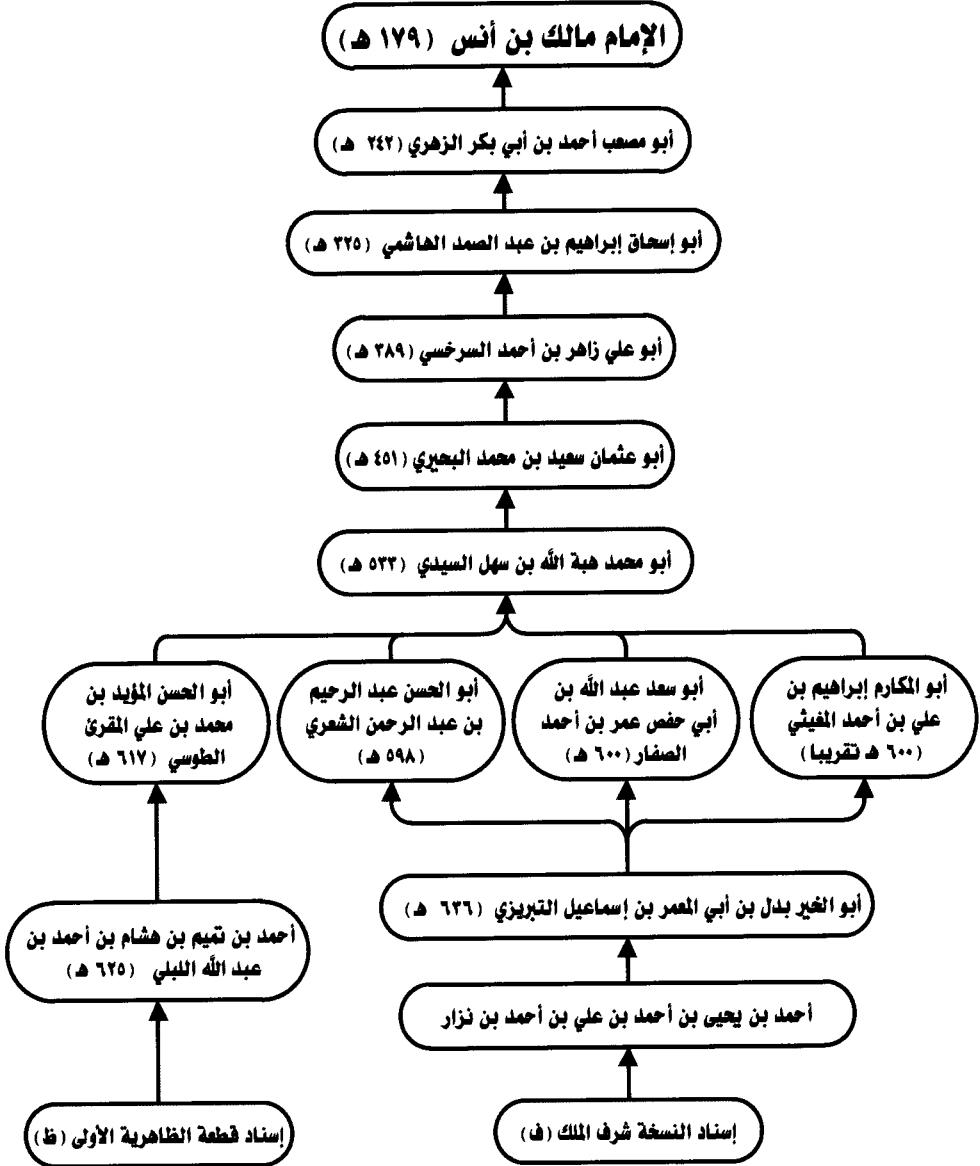 الإمام مالك بن أنس (١٧٩ هـ)
أبو مصعب أحمد بن أبي بكر الزهري (٢٤٢ هـ)
أبو إسحاق إبراهيم بن عبد الصمد الهاشمي (٣٢٥ هـ)
أبو علي زاهر بن أحمد السرخسي (٣٨٩ هـ)
أبو عثمان سعيد بن محمد البحيري (٤٥١ هـ)
أبو محمد هبة الله بن سهل السيدي (٥٣٣ هـ)
أبو المكارم إبراهيم بن
علي بن أحمد المغيثي
(٦٠٠ هـ تقريبا)
أبو سعد عبد الله بن
أبي حفص عمر بن أحمد
الصفار (٦٠٠ هـ)
أبو الحسن عبد الرحيم
بن عبد الرحمن الشعري
(٥٩٨ هـ)
أبو الحسن المؤيد بن
محمد بن علي المقرئ
الطوسي (٦١٧ هـ)
أبو الخير بدل بن أبي المعمر بن إسماعيل التبريزي (٦٣٦ هـ)
أحمد بن تميم بن هشام بن أحمد بن
عبد الله اللبلي (٦٢٥ هـ)
أحمد بن يحيى بن أحمد بن علي بن أحمد بن نزار
إسناد النسخة شرف الملك (ف)
إسناد قطعة الظاهرية الأولى (ظ)